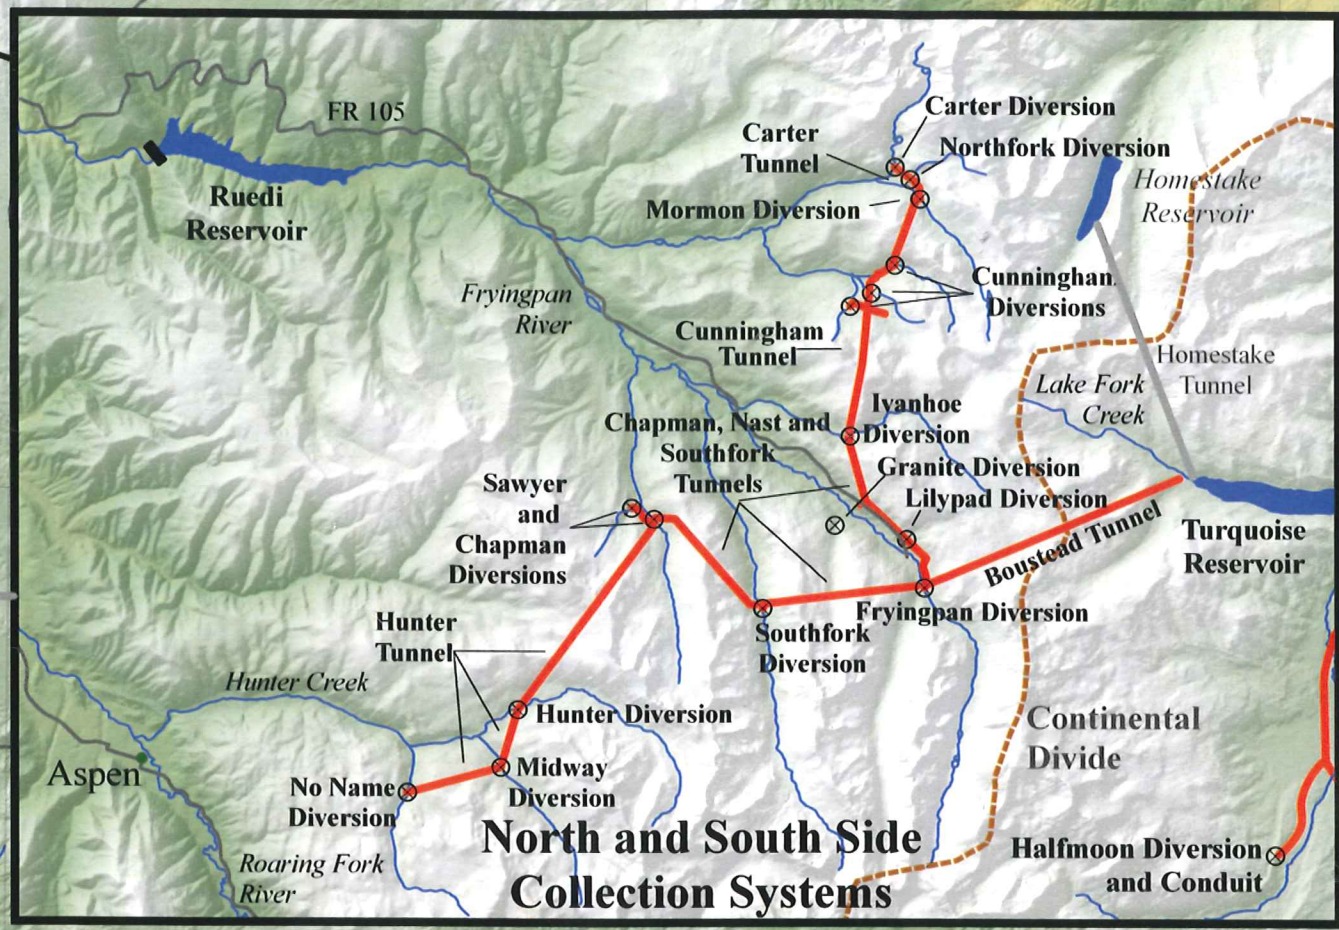 FR 105
Carter Diversion
Carter
Tunnel
Northfork Diversion
Ruedi
Reservoir
Mormon Diversion
Homestake
Reservoir
Fryingpan
River
Cunninghan
Diversions
Cunningham
Tunnel
Homestake
Tunnel
Lake Fork
Creek
Ivanhoe
Diversion
Chapman, Nast and
Southfork
Tunnels
Granite Diversion
Lilypad Diversion
Sawyer
and
Chapman
Diversions
Boustead Tunnel
Turquoise
Reservoir
Fryingpan Diversion
Southfork
Diversion
Hunter
Tunnel
Hunter Creek
Hunter Diversion
Continental
Divide
Aspen
Midway
Diversion
No Name
Diversion
Roaring Fork
River
North and South Side
Collection Systems
Halfmoon Diversion
and Conduit